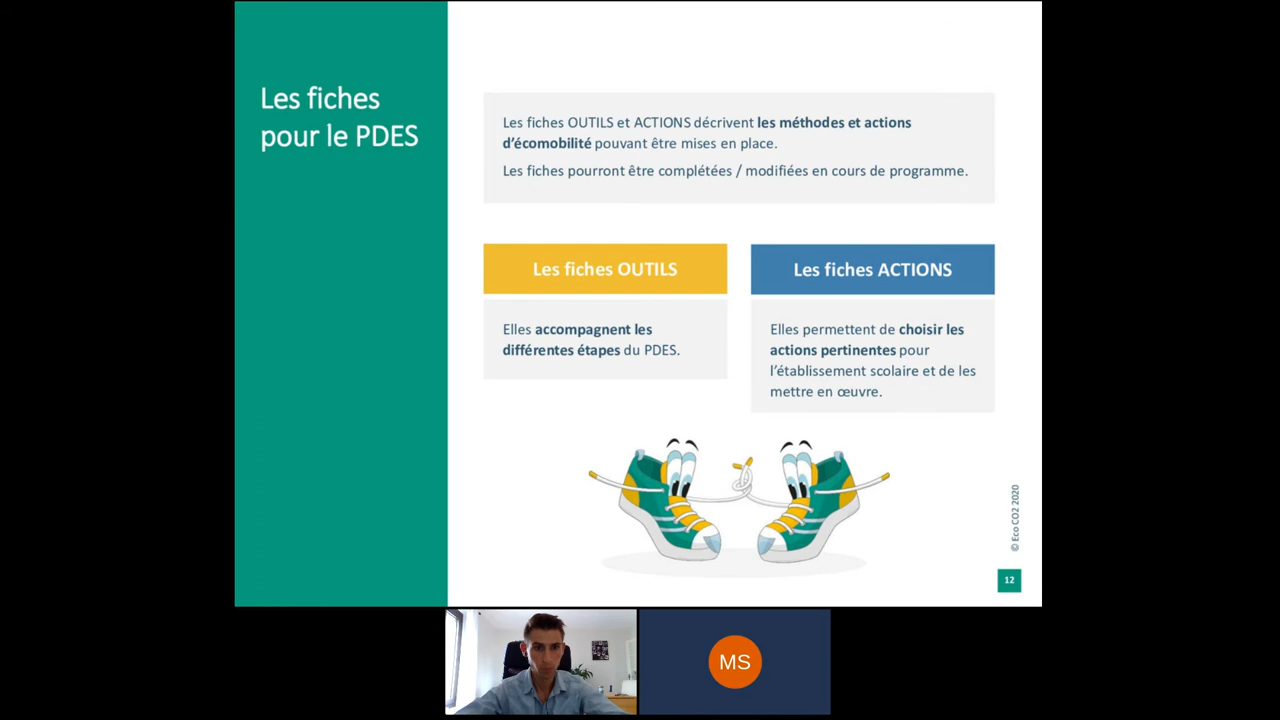 Les fiches
pour le PDES
Les fiches OUTILS et ACTIONS décrivent les méthodes et actions
d'écomobilité pouvant être mises en place.
Les fiches pourront être complétées / modifiées en cours de programme.
Les fiches OUTILS
Elles accompagnent les
différentes étapes du PDES.
Les fiches ACTIONS
Elles permettent de choisir les
actions pertinentes pour
l'établissement scolaire et de les
mettre en œuvre.
© Eco CO2 2020
12
MS